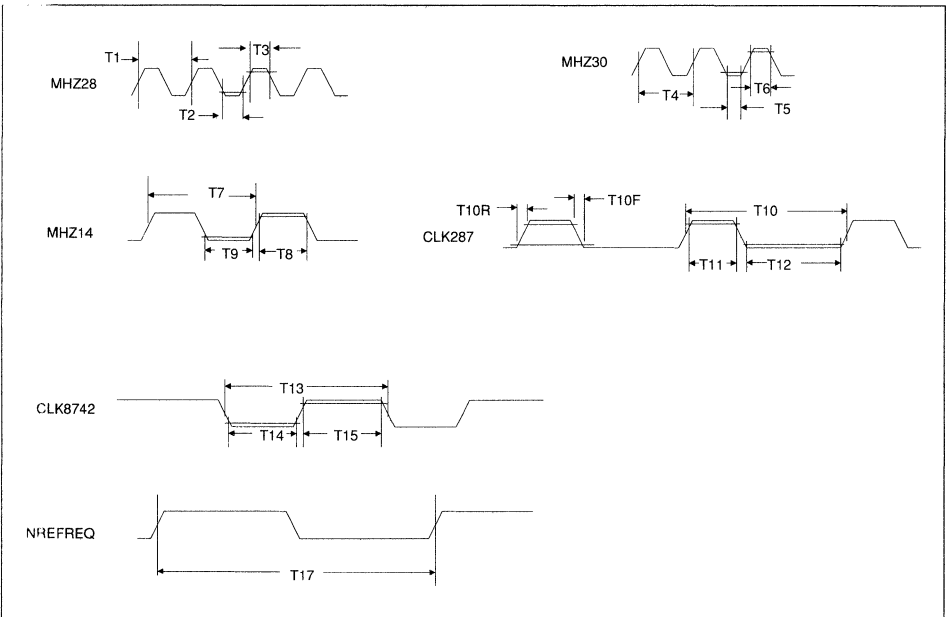 T1
T3
MHZ28
T2
MHZ30
T4
T6
T5
T7
MHZ14
T9
T8
T10R
T10F
T10
CLK287
T11
T12
T13
CLK8742
T14
T15
NREFREQ
T17